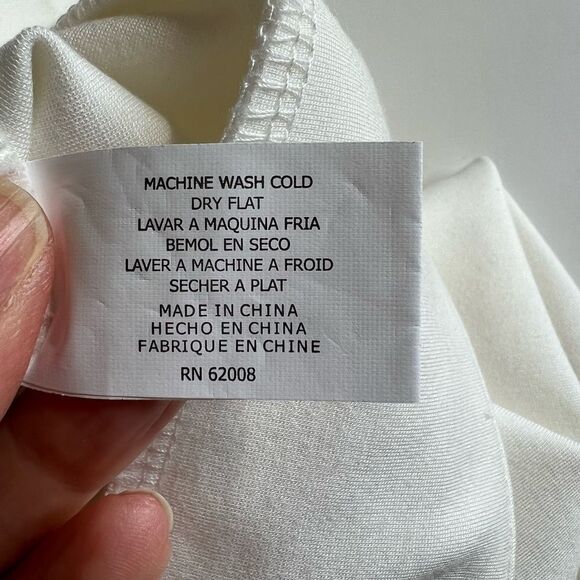 MACHINE WASH COLD
DRY FLAT
LAVAR A MAQUINA FRIA
BEMOL EN SECO
LAVER A MACHINE A FROID
SECHER A PLAT
MADE IN CHINA
HECHO EN CHINA
FABRIQUE EN CHINE
RN 62008